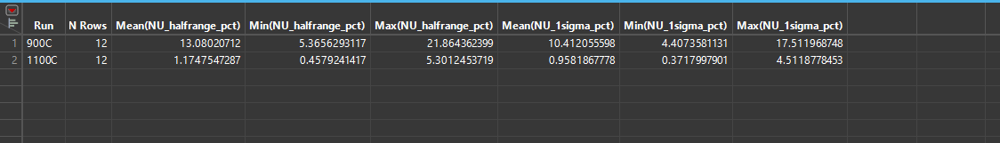 Run N Rows Mean(NU_halfrange_pct) Min(NU_halfrange_pct) Max(NU_halfrange_pct) Mean(NU_1sigma_pct) Min(NU_1sigma_pct) Max(NU_1sigma_pct)
1 900C 12 13.08020712 5.3656293117 21.864362399 10.412055598 4.4073581131 17.511968748
2 1100C 12 1.1747547287 0.4579241417 5.3012453719 0.9581867778 0.3717997901 4.5118778453